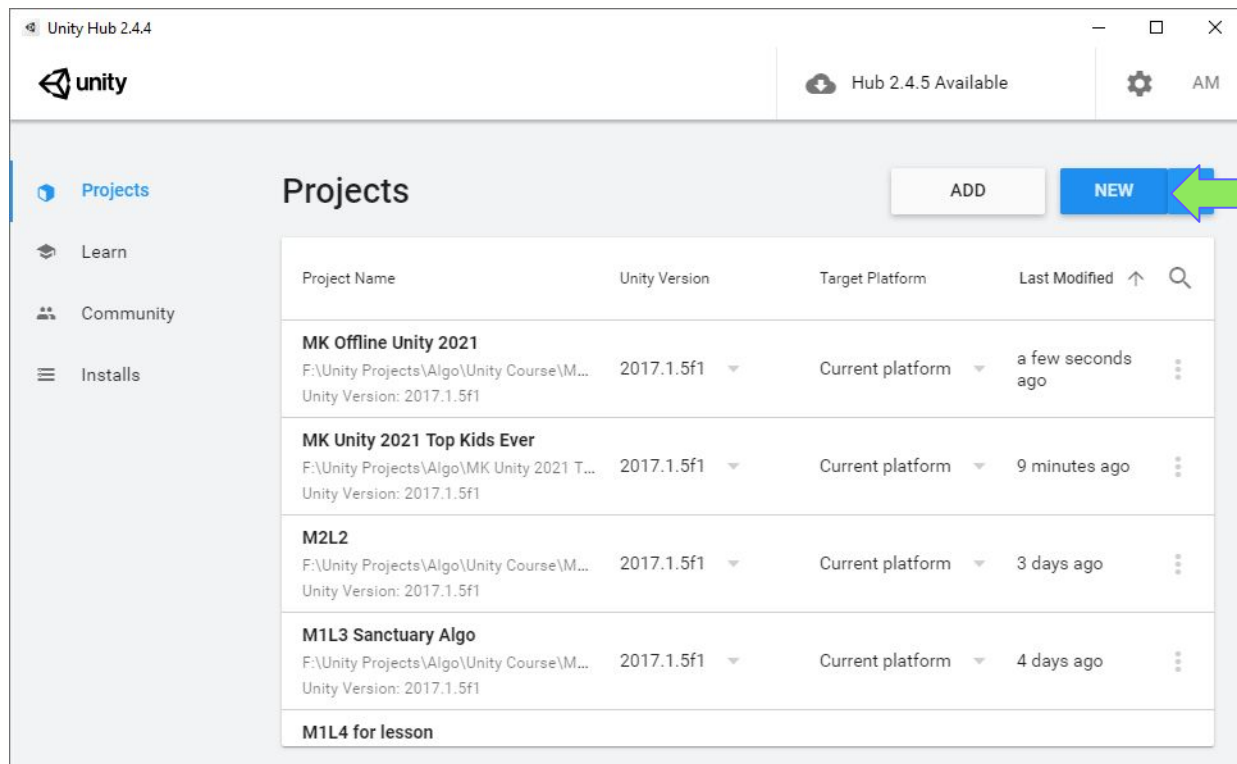 Unity Hub 2.4.4
unity
Hub 2.4.5 Available
AM
Projects
Learn
Community
Installs
Projects
ADD
NEW
Project Name
Unity Version
Target Platform
Last Modified
MK Offline Unity 2021
F:\Unity Projects\Algo\Unity Course\M...
Unity Version: 2017.1.5f1
2017.1.5f1
Current platform
a few seconds
ago
MK Unity 2021 Top Kids Ever
F:\Unity Projects\Algo\MK Unity 2021 T...
Unity Version: 2017.1.5f1
2017.1.5f1
Current platform
9 minutes ago
M2L2
F:\Unity Projects\Algo\Unity Course\M...
Unity Version: 2017.1.5f1
2017.1.5f1
Current platform
3 days ago
M1L3 Sanctuary Algo
F:\Unity Projects\Algo\Unity Course\M...
Unity Version: 2017.1.5f1
2017.1.5f1
Current platform
4 days ago
M1L4 for lesson